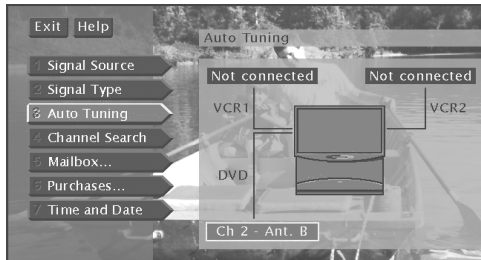 Exit Help
Auto Tuning
1 Signal Source
2 Signal Type
3 Auto Tuning
4 Channel Search
5 Mailbox...
6 Purchases...
7 Time and Date
Not connected Not connected
VCR1 VCR2
DVD
Ch 2 - Ant. B